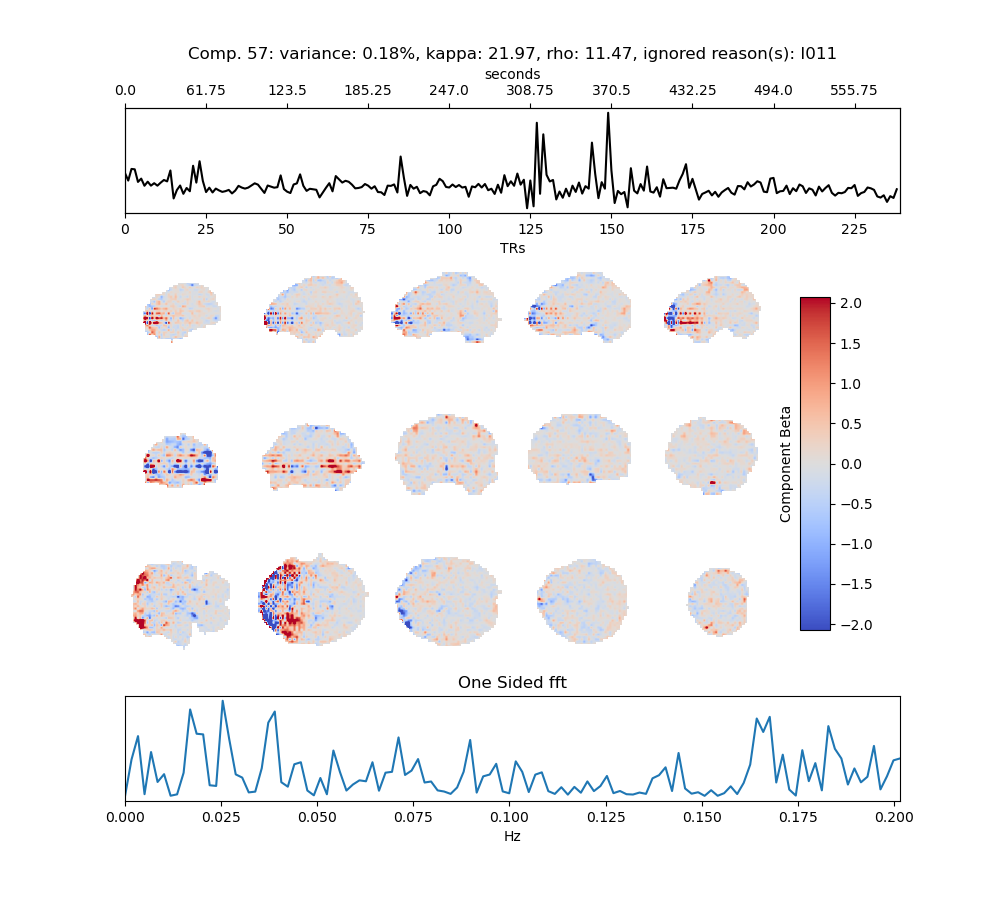 Comp. 57: variance: 0.18%, kappa: 21.97, rho: 11.47, ignored reason(s): I011
seconds
0.0 61.75 123.5 185.25 247.0 308.75 370.5 432.25 494.0 555.75
0 25 50 75 100 125 150 175 200 225
TRs
2.0
1.5
1.0
0.5
0.0
−0.5
−1.0
−1.5
−2.0
Component Beta
One Sided fft
0.000 0.025 0.050 0.075 0.100 0.125 0.150 0.175 0.200
Hz